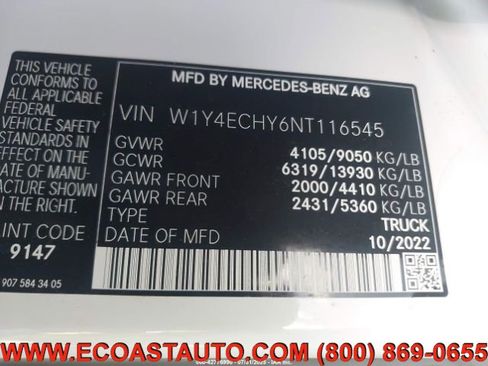 THIS VEHICLE
CONFORMS TO
ALL APPLICABLE
FEDERAL
VEHICLE SAFETY
STANDARDS
IN EFFECT ON
THE DATE OF
MANU-
FACTURE SHOWN
ON THE RIGHT.
INT CODE
9147
907 584 34 05
MFD BY MERCEDES-BENZ AG
VIN W1Y4ECHY6NT116545
GVWR 4105/9050 KG/LB
GCWR 6319/13930 KG/LB
GAWR FRONT 2000/4410 KG/LB
GAWR REAR 2431/5360 KG/LB
TYPE TRUCK
DATE OF MFD 10/2022
WWW.ECOASTAUTO.COM (800) 869-0655